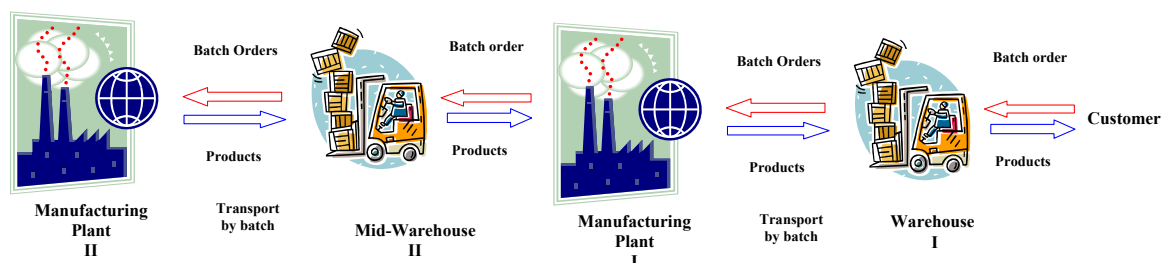 Batch Orders
Products
Manufacturing
Plant
II
Transport
by batch
Batch order
Products
Mid-Warehouse
II
Batch Orders
Products
Manufacturing
Plant
I
Transport
by batch
Batch order
Products
Warehouse
I
Customer